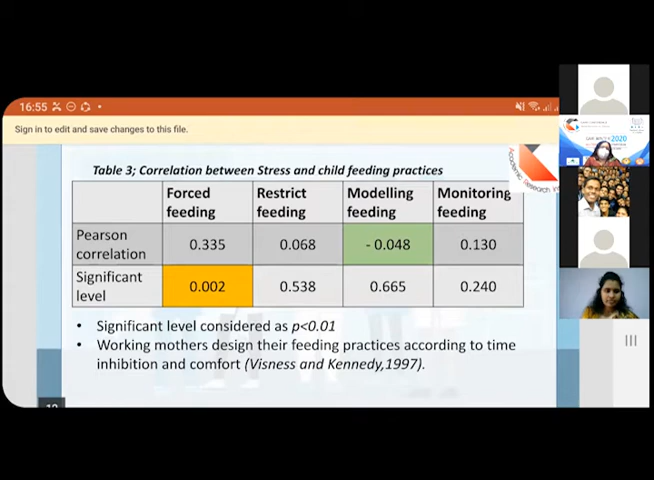 16:55
Sign in to edit and save changes to this file.
Table 3; Correlation between Stress and child feeding practices
Forced feeding Restrict feeding Modelling feeding Monitoring feeding
Pearson correlation 0.335 0.068 - 0.048 0.130
Significant level 0.002 0.538 0.665 0.240
• Significant level considered as p<0.01
• Working mothers design their feeding practices according to time
inhibition and comfort (Visness and Kennedy,1997).
2020